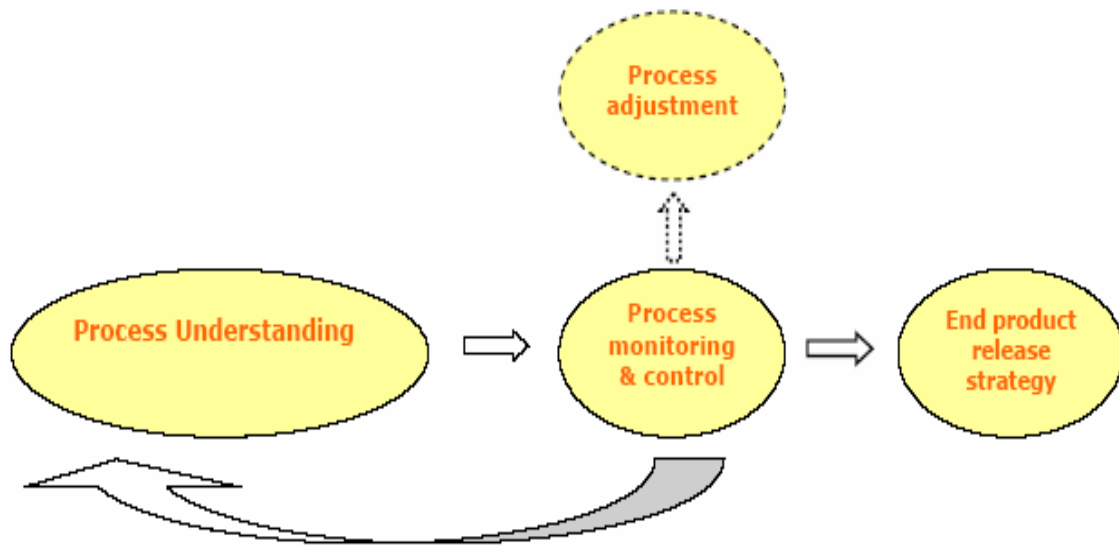 Process
adjustment
Process Understanding
Process
monitoring
& control
End product
release
strategy